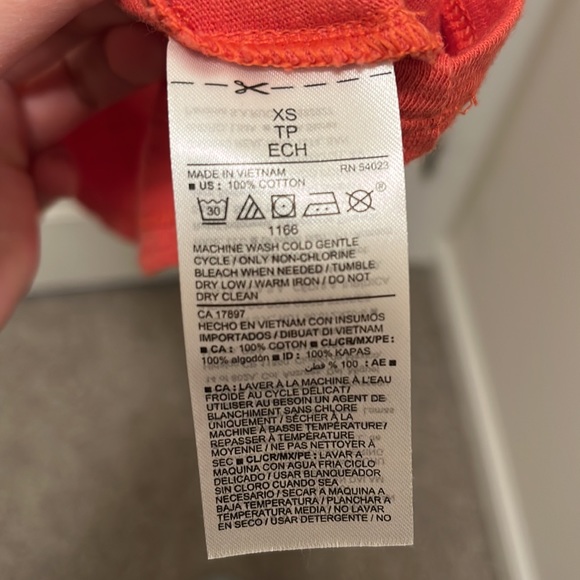 XS
TP
ECH
MADE IN VIETNAM RN 54023
■ US : 100% COTTON
30 ®
1166
MACHINE WASH COLD GENTLE
CYCLE / ONLY NON-CHLORINE
BLEACH WHEN NEEDED / TUMBLE
DRY LOW / WARM IRON / DO NOT
DRY CLEAN
CA 17897
HECHO EN VIETNAM CON INSUMOS
IMPORTADOS / DIBUAT DI VIETNAM
■ CA : 100% COTON ■ CL/CR/MX/PE :
100% algodón ■ ID : 100% KAPAS
■ AE : 100 % قطن
■ CA : LAVER À LA MACHINE À L'EAU
FROIDE AU CYCLE DÉLICAT /
UTILISER AU BESOIN UN AGENT DE
BLANCHIMENT SANS CHLORE
UNIQUEMENT / SÉCHER À LA
MACHINE À BASSE TEMPÉRATURE /
REPASSER À TEMPÉRATURE
MOYENNE / NE PAS NETTOYER À
SEC ■ CL/CR/MX/PE : LAVAR A
MAQUINA CON AGUA FRIA CICLO
DELICADO / USAR BLANQUEADOR
SIN CLORO CUANDO SEA
NECESARIO / SECAR A MAQUINA A
BAJA TEMPERATURA / PLANCHAR A
TEMPERATURA MEDIA / NO LAVAR
EN SECO / USAR DETERGENTE / NO